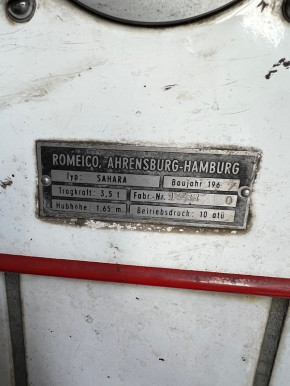 ROMEICO, AHRENSBURG-HAMBURG
Typ: SAHARA Baujahr 196
Tragkraft: 3,5 t Fabr.-Nr.
Hubhöhe: 1.65 m Betriebsdruck: 10 atü